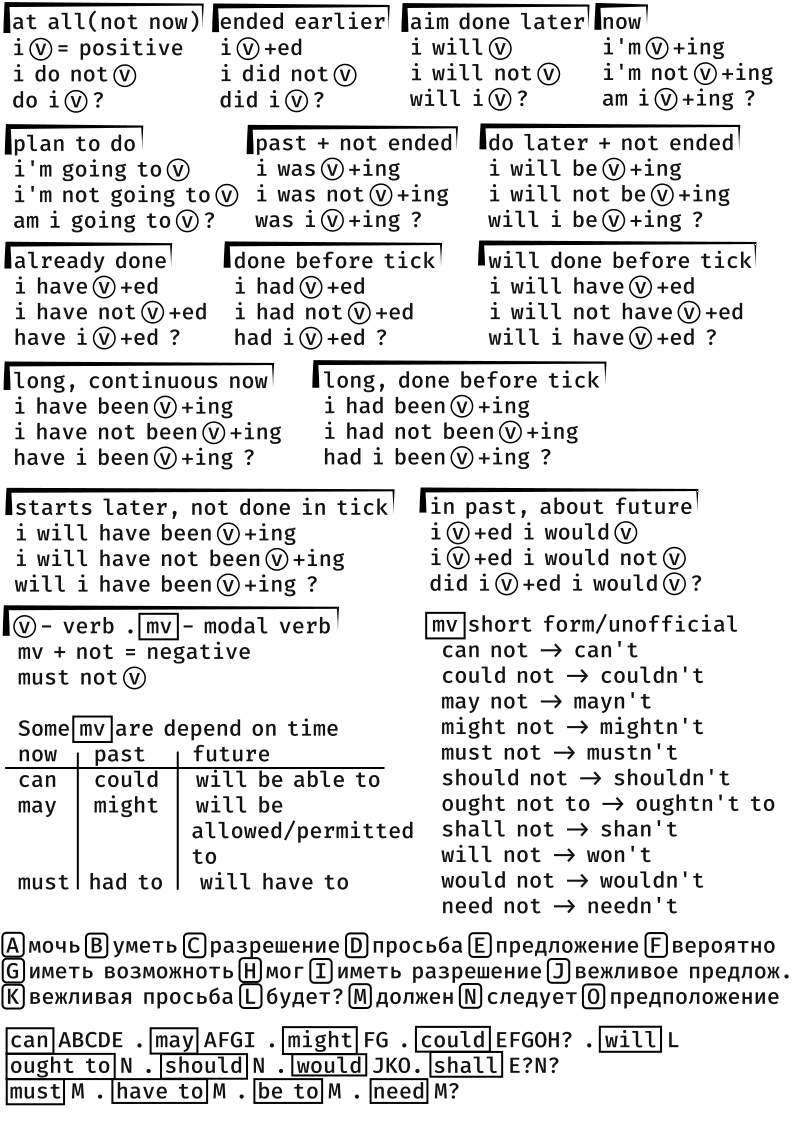 at all(not now)
i ⓥ = positive
i do not ⓥ
do i ⓥ ?
ended earlier
i ⓥ +ed
i did not ⓥ
did i ⓥ ?
aim done later
i will ⓥ
i will not ⓥ
will i ⓥ ?
now
i'm ⓥ +ing
i'm not ⓥ +ing
am i ⓥ +ing ?
plan to do
i'm going to ⓥ
i'm not going to ⓥ
am i going to ⓥ ?
past + not ended
i was ⓥ +ing
i was not ⓥ +ing
was i ⓥ +ing ?
do later + not ended
i will be ⓥ +ing
i will not be ⓥ +ing
will i be ⓥ +ing ?
already done
i have ⓥ +ed
i have not ⓥ +ed
have i ⓥ +ed ?
done before tick
i had ⓥ +ed
i had not ⓥ +ed
had i ⓥ +ed ?
will done before tick
i will have ⓥ +ed
i will not have ⓥ +ed
will i have ⓥ +ed ?
long, continuous now
i have been ⓥ +ing
i have not been ⓥ +ing
have i been ⓥ +ing ?
long, done before tick
i had been ⓥ +ing
i had not been ⓥ +ing
had i been ⓥ +ing ?
starts later, not done in tick
i will have been ⓥ +ing
i will have not been ⓥ +ing
will i have been ⓥ +ing ?
in past, about future
i ⓥ +ed i would ⓥ
i ⓥ +ed i would not ⓥ
did i ⓥ +ed i would ⓥ ?
ⓥ - verb . mv - modal verb
mv + not = negative
must not ⓥ
Some mv are depend on time
now past future
can could will be able to
may might will be
allowed/permitted
to
must had to will have to
mv short form/unofficial
can not → can't
could not → couldn't
may not → mayn't
might not → mightn't
must not → mustn't
should not → shouldn't
ought not to → oughtn't to
shall not → shan't
will not → won't
would not → wouldn't
need not → needn't
A мочь B уметь C разрешение D просьба E предложение F вероятно
G иметь возможноть H мог I иметь разрешение J вежливое предлож.
K вежливая просьба L будет? M должен N следует O предположение
can ABCDE . may AFGI . might FG . could EFGOH? . will L
ought to N . should N . would JKO. shall E?N?
must M . have to M . be to M . need M?